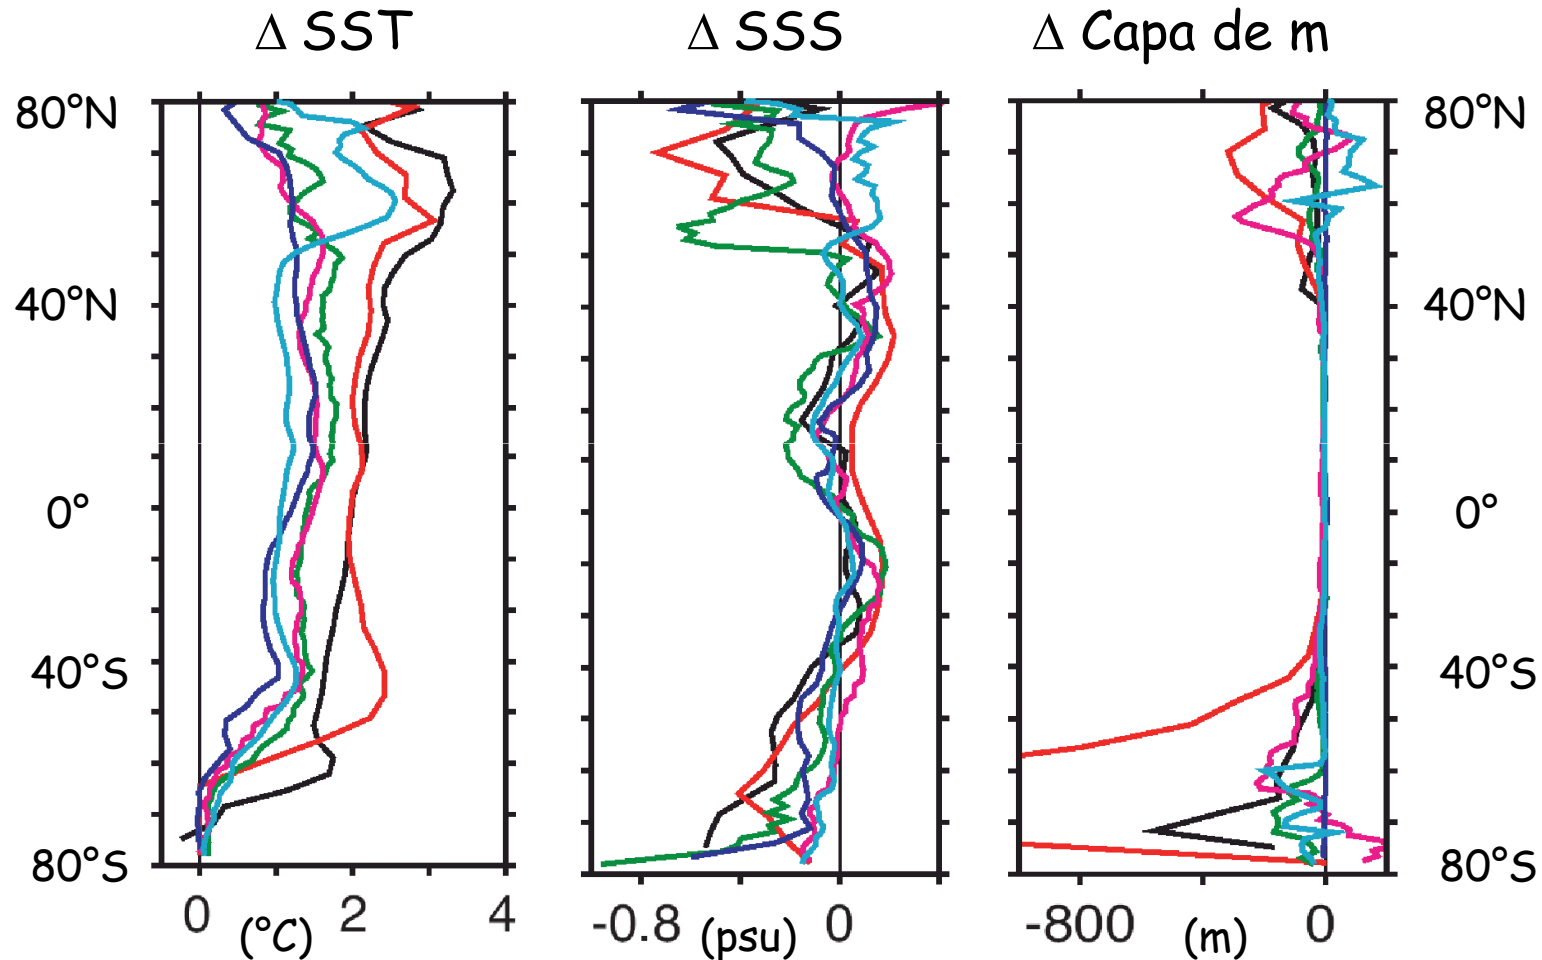 Δ SST
Δ SSS
Δ Capa de m
80°N
40°N
0°
40°S
80°S
80°N
40°N
0°
40°S
80°S
0 2 4
(°C)
-0.8 0
(psu)
-800 0
(m)